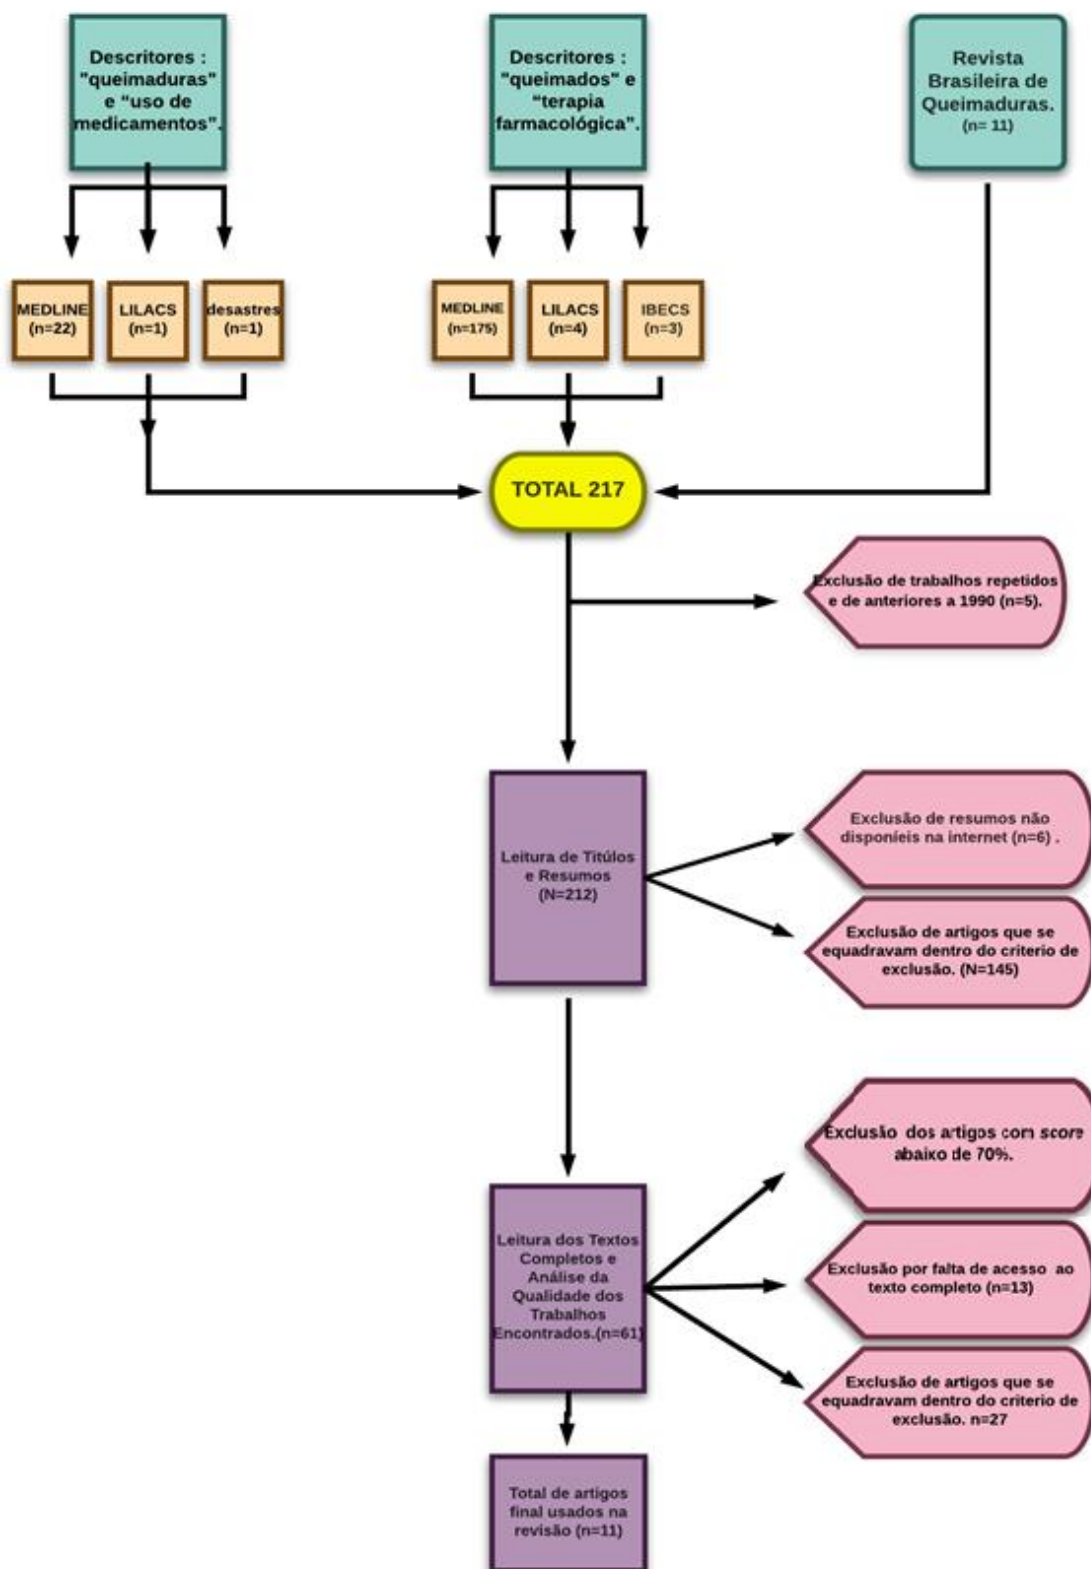 Descritores :
"queimaduras"
e "uso de
medicamentos".
Descritores :
"queimados" e
"terapia
farmacológica".
Revista
Brasileira de
Queimaduras.
(n= 11)
MEDLINE
(n=22)
LILACS
(n=1)
desastres
(n=1)
MEDLINE
(n=175)
LILACS
(n=4)
IBECS
(n=3)
TOTAL 217
Exclusão de trabalhos repetidos
e de anteriores a 1990 (n=5).
Leitura de Titúlos
e Resumos
(N=212)
Exclusão de resumos não
disponíeis na internet (n=6) .
Exclusão de artigos que se
equadravam dentro do criterio de
exclusão. (N=145)
Exclusão dos artigos com score
abaixo de 70%.
Leitura dos Textos
Completos e
Análise da
Qualidade dos
Trabalhos
Encontrados.(n=61)
Exclusão por falta de acesso ao
texto completo (n=13)
Exclusão de artigos que se
equadravam dentro do criterio de
exclusão. n=27
Total de artigos
final usados na
revisão (n=11)